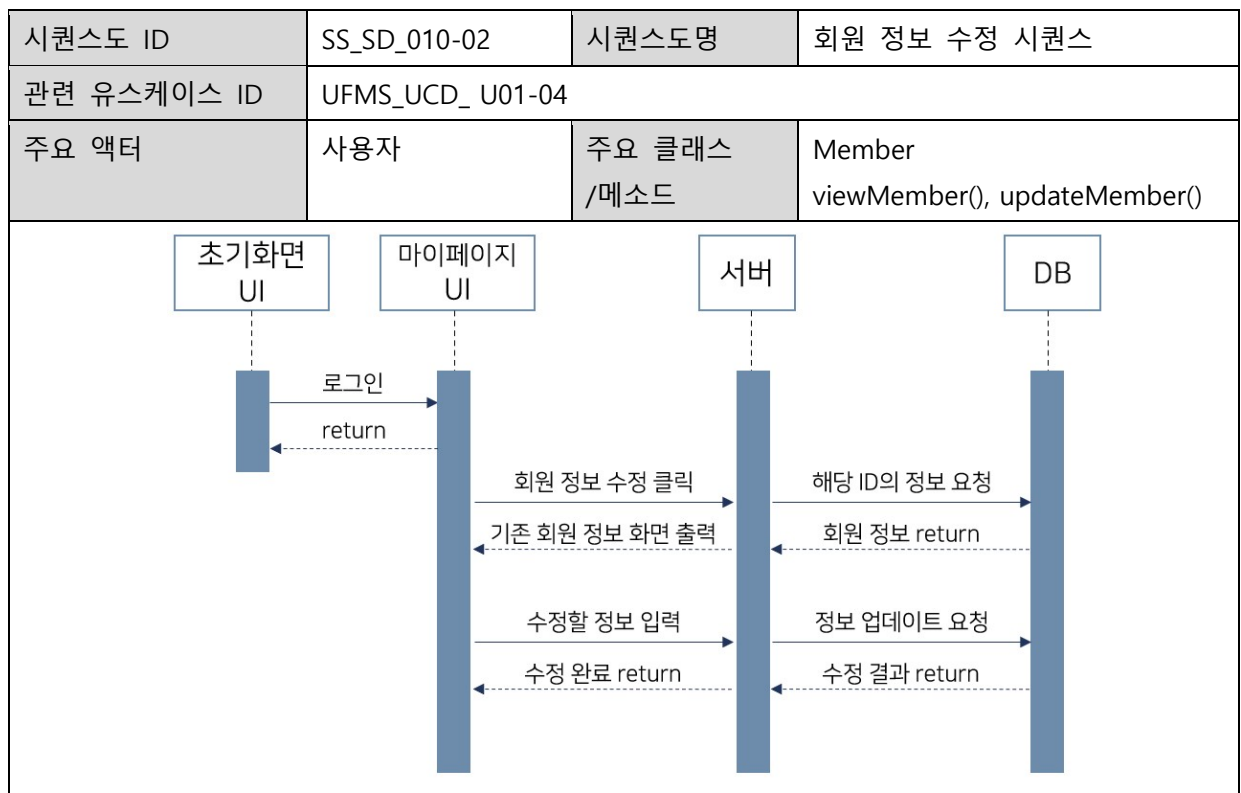 시퀀스도 ID
SS_SD_010-02
시퀀스도명
회원 정보 수정 시퀀스
관련 유스케이스 ID
UFMS_UCD_ U01-04
주요 액터
사용자
주요 클래스
/메소드
Member
viewMember(), updateMember()
초기화면
UI
마이페이지
UI
서버
DB
로그인
return
회원 정보 수정 클릭
해당 ID의 정보 요청
기존 회원 정보 화면 출력
회원 정보 return
수정할 정보 입력
정보 업데이트 요청
수정 완료 return
수정 결과 return